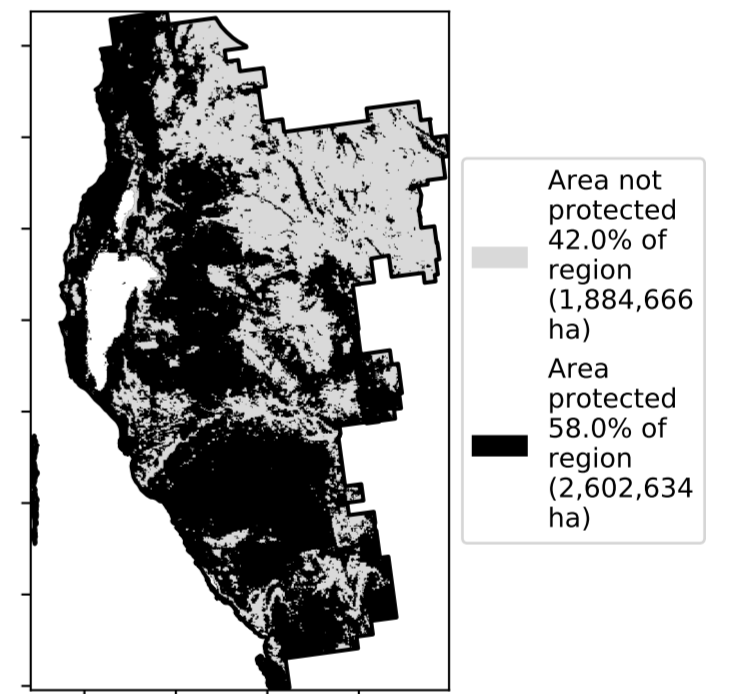 Area not
protected
42.0% of
region
(1,884,666
ha)
Area
protected
58.0% of
region
(2,602,634
ha)